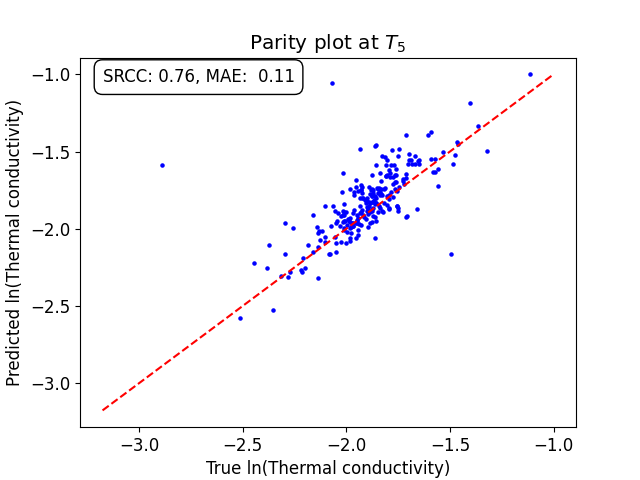 Parity plot at T5
SRCC: 0.76, MAE:  0.11
Predicted ln(Thermal conductivity)
−1.0
−1.5
−2.0
−2.5
−3.0
−3.0 −2.5 −2.0 −1.5 −1.0
True ln(Thermal conductivity)